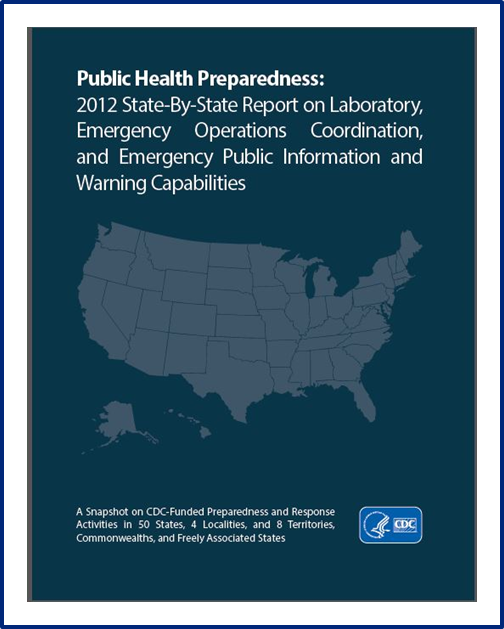 Public Health Preparedness:
2012 State-By-State Report on Laboratory,
Emergency Operations Coordination,
and Emergency Public Information and
Warning Capabilities
A Snapshot on CDC-Funded Preparedness and Response
Activities in 50 States, 4 Localities, and 8 Territories,
Commonwealths, and Freely Associated States
CDC